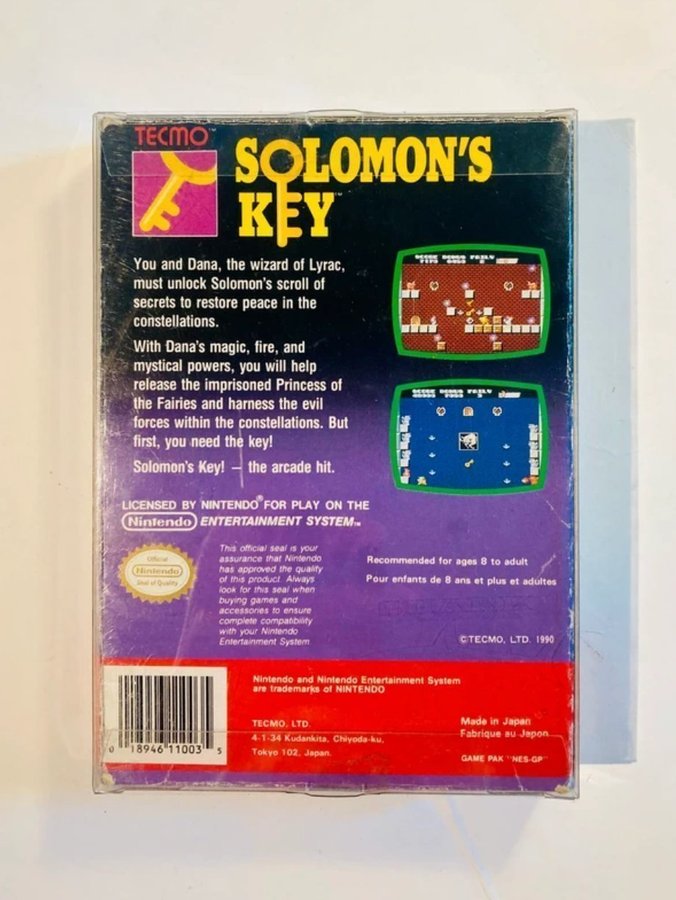 TECMO™
SOLOMON'S
KEY™
You and Dana, the wizard of Lyrac,
must unlock Solomon's scroll of
secrets to restore peace in the
constellations.
With Dana's magic, fire, and
mystical powers, you will help
release the imprisoned Princess of
the Fairies and harness the evil
forces within the constellations. But
first, you need the key!
Solomon's Key! — the arcade hit.
LICENSED BY NINTENDO® FOR PLAY ON THE
Nintendo ENTERTAINMENT SYSTEM™
Official
Nintendo
Seal of Quality
This official seal is your
assurance that Nintendo
has approved the quality
of this product. Always
look for this seal when
buying games and
accessories to ensure
complete compatibility
with your Nintendo
Entertainment System
Recommended for ages 8 to adult
Pour enfants de 8 ans et plus et adultes
©TECMO, LTD. 1990
Nintendo and Nintendo Entertainment System
are trademarks of NINTENDO
TECMO, LTD.
4-1-34 Kudankita, Chiyoda-ku,
Tokyo 102, Japan.
Made in Japan
Fabrique au Japon
GAME PAK "NES-GP"
0 18946 11003 5